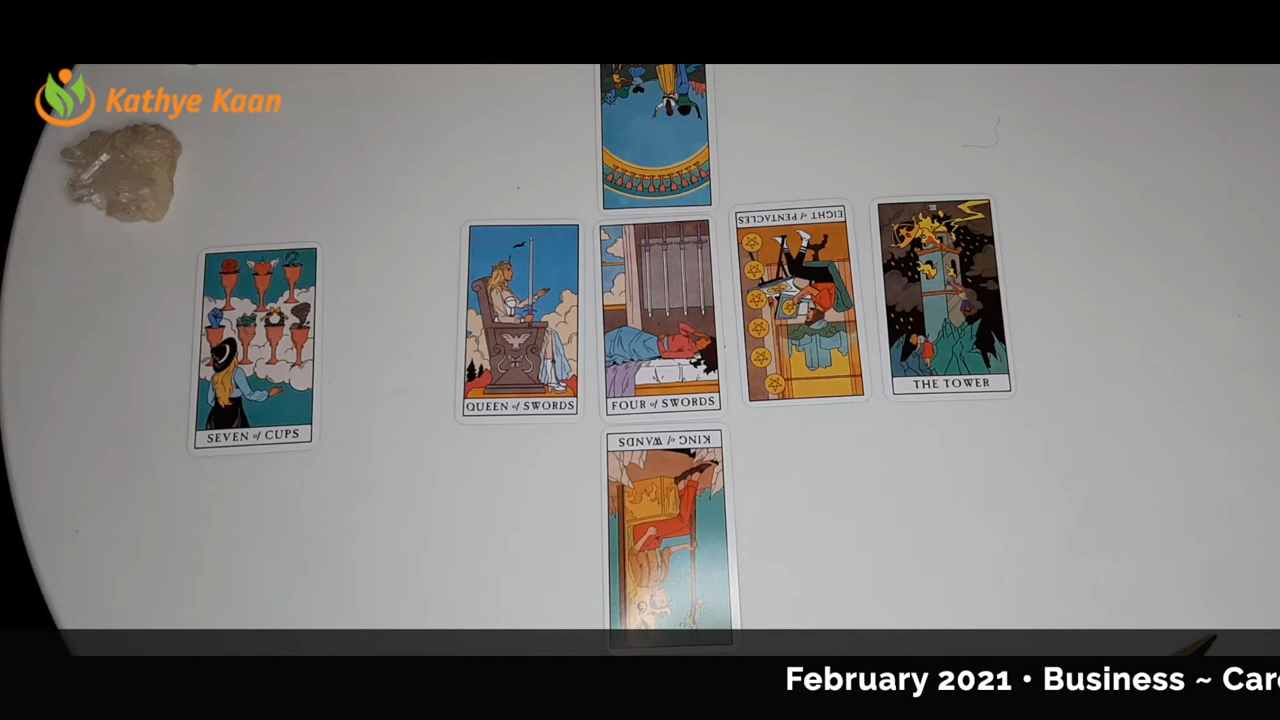 Kathye Kaan
EIGHT of PENTACLES
QUEEN of SWORDS
FOUR of SWORDS
THE TOWER
SEVEN of CUPS
KING of WANDS
February 2021 • Business ~ Care